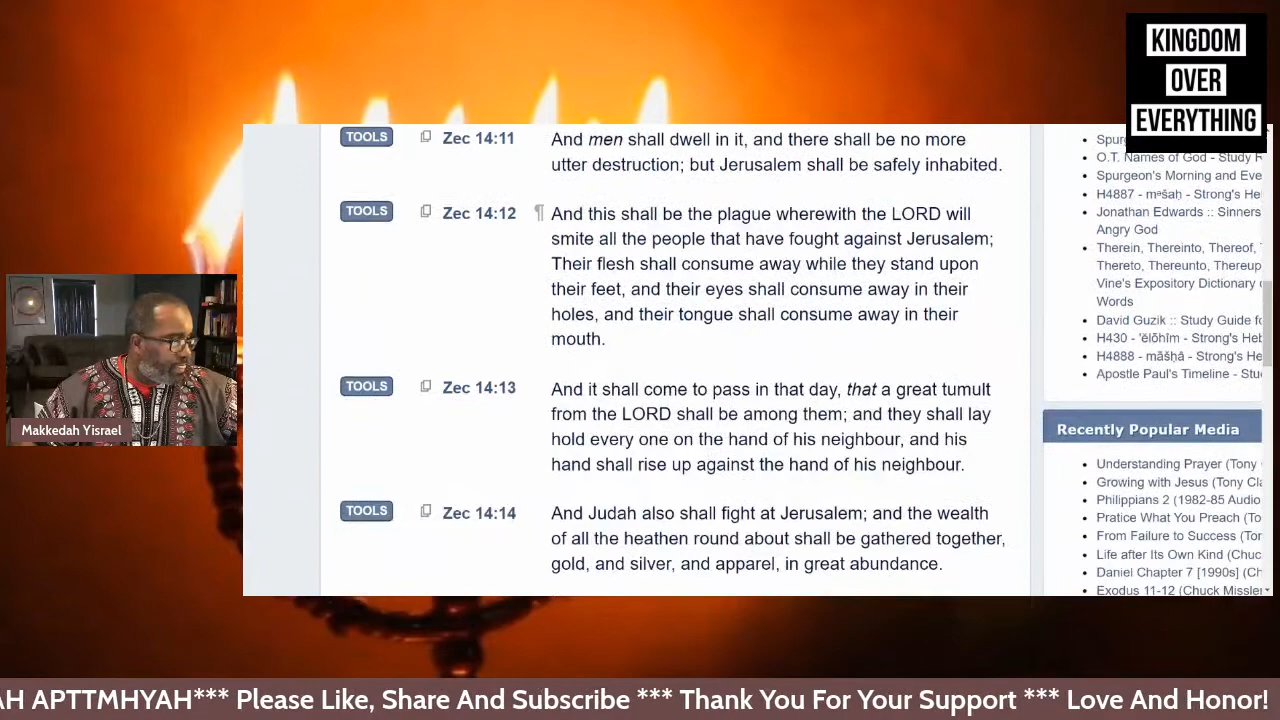 KINGDOM
OVER
EVERYTHING
TOOLS
Zec 14:11
And men shall dwell in it, and there shall be no more
utter destruction; but Jerusalem shall be safely inhabited.
TOOLS
Zec 14:12
¶ And this shall be the plague wherewith the LORD will
smite all the people that have fought against Jerusalem;
Their flesh shall consume away while they stand upon
their feet, and their eyes shall consume away in their
holes, and their tongue shall consume away in their
mouth.
TOOLS
Zec 14:13
And it shall come to pass in that day, that a great tumult
from the LORD shall be among them; and they shall lay
hold every one on the hand of his neighbour, and his
hand shall rise up against the hand of his neighbour.
TOOLS
Zec 14:14
And Judah also shall fight at Jerusalem; and the wealth
of all the heathen round about shall be gathered together,
gold, and silver, and apparel, in great abundance.
O.T. Names of God - Study
Spurgeon's Morning and
H4887 - māšaḥ - Strong's
Jonathan Edwards :: Sinners
Angry God
Therein, Thereinto, Thereof,
Thereto, Thereunto,
Vine's Expository Dictionary
Words
David Guzik :: Study Guide
H430 - 'ĕlōhîm - Strong's
H4888 - māšḥâ - Strong's
Apostle Paul's Timeline -
Recently Popular Media
Understanding Prayer (Tony
Growing with Jesus (Tony
Philippians 2 (1982-85 Audio
Pratice What You Preach
From Failure to Success
Life after Its Own Kind
Daniel Chapter 7 [1990s]
Exodus 11-12 (Chuck Missler
Makkedah Yisrael
APTTMHYAH*** Please Like, Share And Subscribe *** Thank You For Your Support *** Love And Honor!